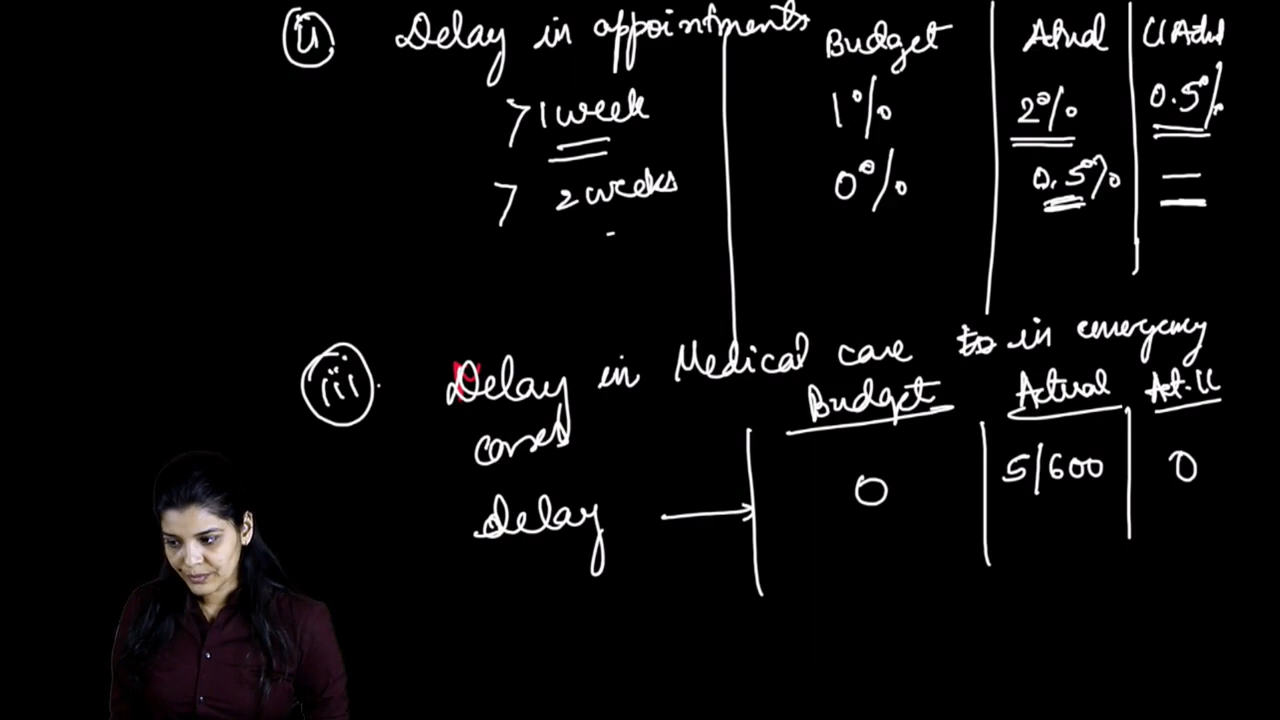 (ii) Delay in appointments Budget Actual U Actual
> 1 week 1% 2% 0.5%
> 2 weeks 0% 0.5% —
(iii) Delay in Medical care in emergency
cases Budget Actual Act. U
delay → 0 5/600 0